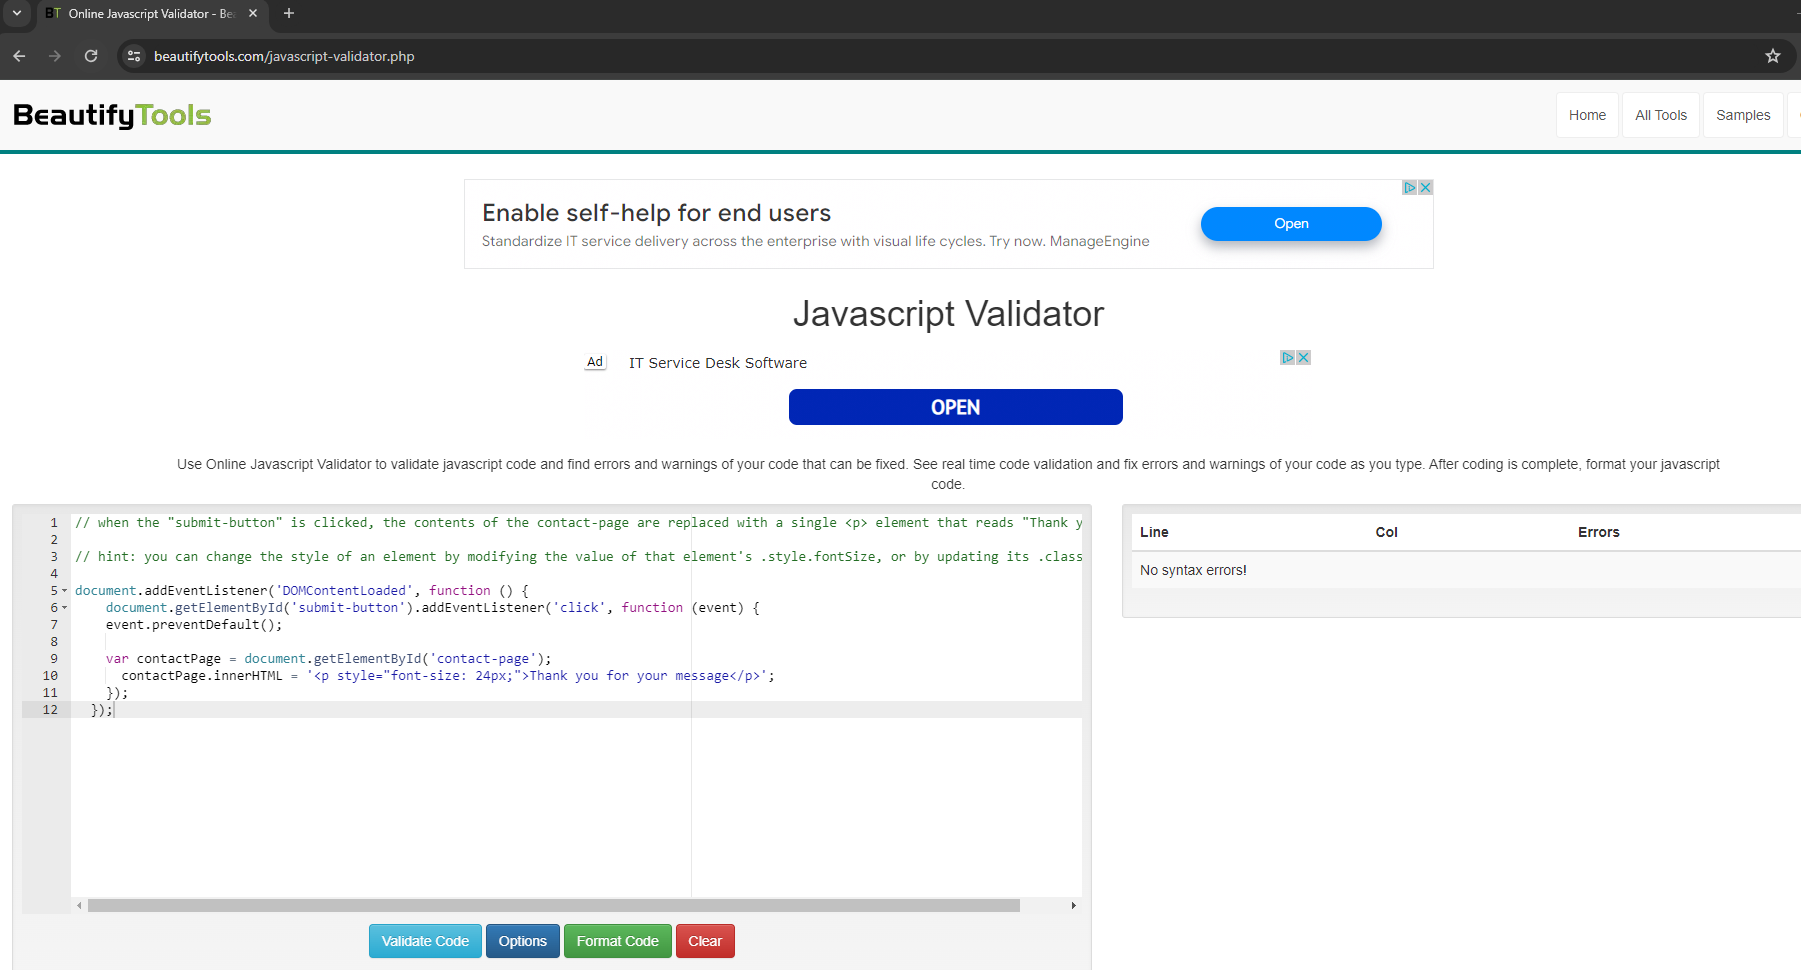 BT Online Javascript Validator - Be
beautifytools.com/javascript-validator.php
BeautifyTools
Home
All Tools
Samples
Enable self-help for end users
Standardize IT service delivery across the enterprise with visual life cycles. Try now. ManageEngine
Open
Javascript Validator
Ad
IT Service Desk Software
OPEN
Use Online Javascript Validator to validate javascript code and find errors and warnings of your code that can be fixed. See real time code validation and fix errors and warnings of your code as you type. After coding is complete, format your javascript
code.
1 // when the "submit-button" is clicked, the contents of the contact-page are replaced with a single <p> element that reads "Thank y
2
3 // hint: you can change the style of an element by modifying the value of that element's .style.fontSize, or by updating its .class
4
5 document.addEventListener('DOMContentLoaded', function () {
6 document.getElementById('submit-button').addEventListener('click', function (event) {
7 event.preventDefault();
8
9 var contactPage = document.getElementById('contact-page');
10 contactPage.innerHTML = '<p style="font-size: 24px;">Thank you for your message</p>';
11 });
12 });
Line Col Errors
No syntax errors!
Validate Code
Options
Format Code
Clear